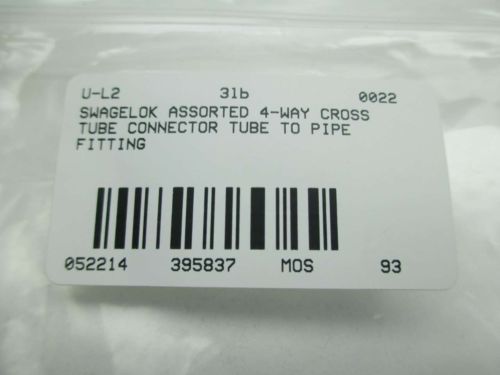 U-L2 31b 0022
SWAGELOK ASSORTED 4-WAY CROSS
TUBE CONNECTOR TUBE TO PIPE
FITTING
052214 395837 MOS 93